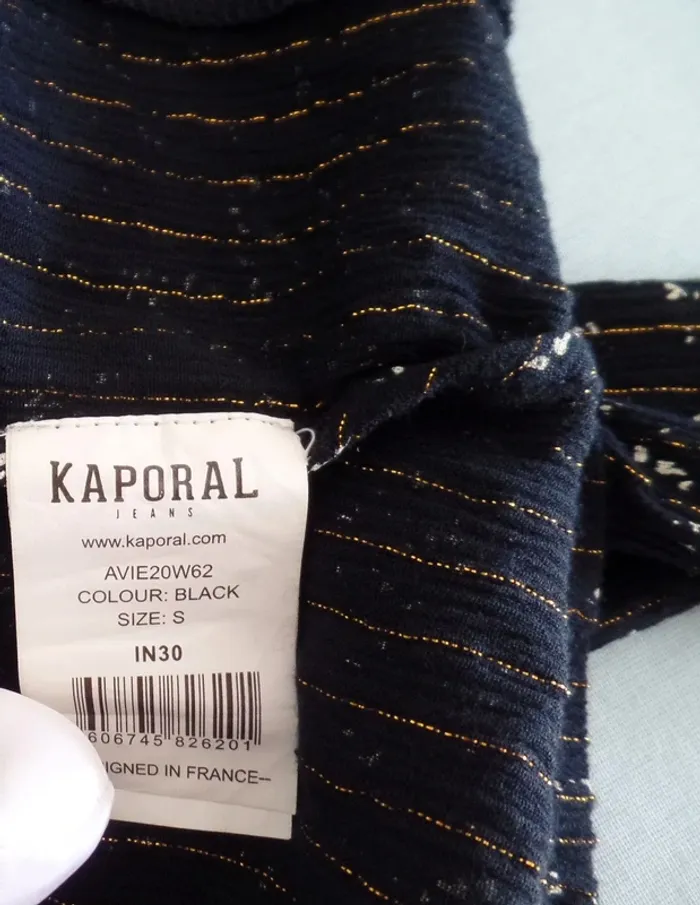 KAPORAL
JEANS
www.kaporal.com
AVIE20W62
COLOUR: BLACK
SIZE: S
IN30
606745 826201
IGNED IN FRANCE--